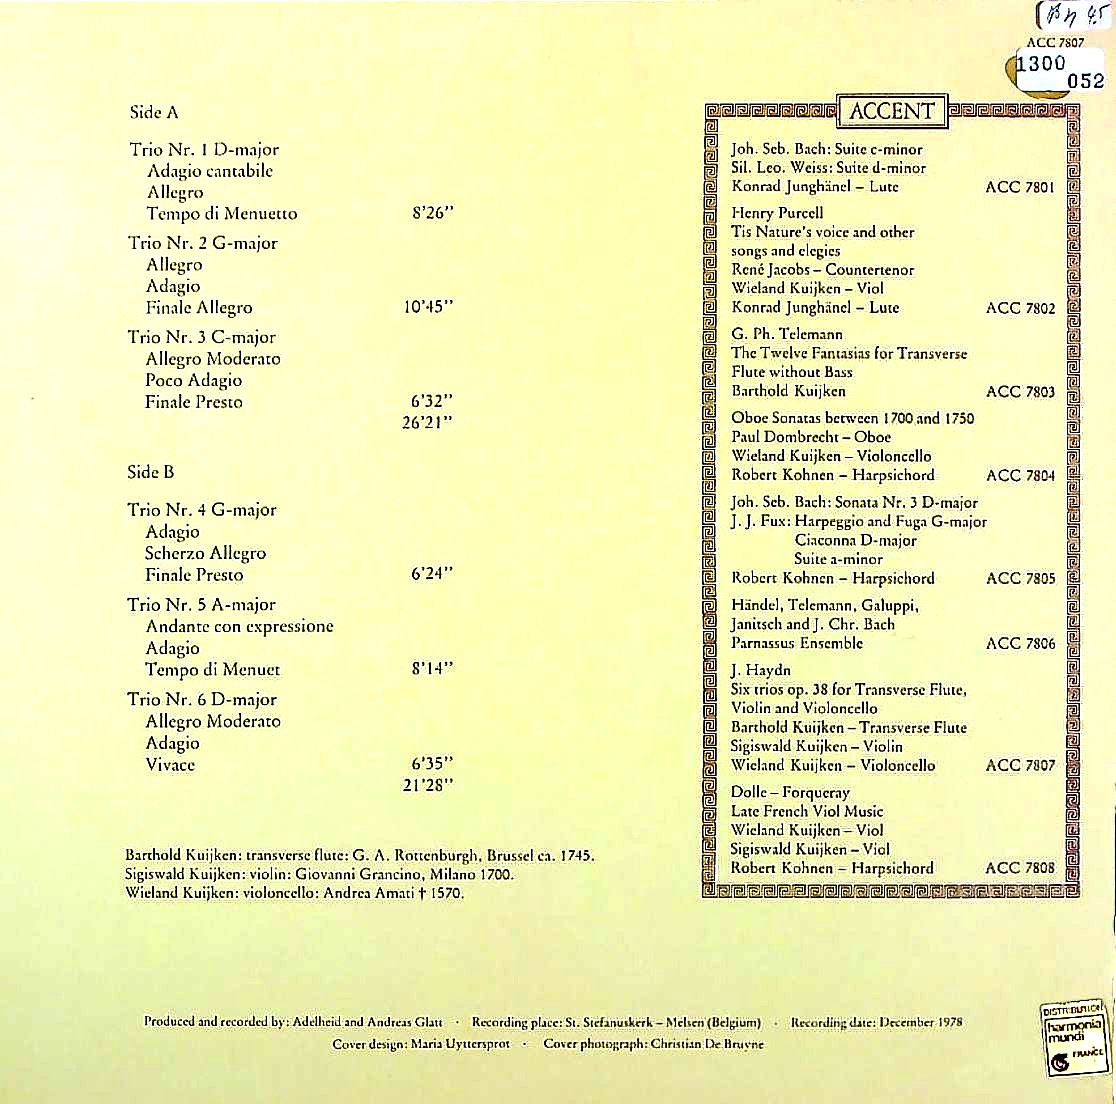 ACC 7807
1300
052
Side A
Trio Nr. 1 D-major
Adagio cantabile
Allegro
Tempo di Menuetto 8'26''
Trio Nr. 2 G-major
Allegro
Adagio
Finale Allegro 10'45''
Trio Nr. 3 C-major
Allegro Moderato
Poco Adagio
Finale Presto 6'32''
26'21''
Side B
Trio Nr. 4 G-major
Adagio
Scherzo Allegro
Finale Presto 6'24''
Trio Nr. 5 A-major
Andante con expressione
Adagio
Tempo di Menuet 8'14''
Trio Nr. 6 D-major
Allegro Moderato
Adagio
Vivace 6'35''
21'28''
Barthold Kuijken: transverse flute: G. A. Rottenburgh, Brussel ca. 1745.
Sigiswald Kuijken: violin: Giovanni Grancino, Milano 1700.
Wieland Kuijken: violoncello: Andrea Amati † 1570.
ACCENT
Joh. Seb. Bach: Suite c-minor
Sil. Leo. Weiss: Suite d-minor
Konrad Junghänel – Lute ACC 7801
Henry Purcell
Tis Nature's voice and other
songs and elegies
René Jacobs – Countertenor
Wieland Kuijken – Viol
Konrad Junghänel – Lute ACC 7802
G. Ph. Telemann
The Twelve Fantasias for Transverse
Flute without Bass
Barthold Kuijken ACC 7803
Oboe Sonatas between 1700 and 1750
Paul Dombrecht – Oboe
Wieland Kuijken – Violoncello
Robert Kohnen – Harpsichord ACC 7804
Joh. Seb. Bach: Sonata Nr. 3 D-major
J. J. Fux: Harpeggio and Fuga G-major
Ciaconna D-major
Suite a-minor
Robert Kohnen – Harpsichord ACC 7805
Händel, Telemann, Galuppi,
Janitsch and J. Chr. Bach
Parnassus Ensemble ACC 7806
J. Haydn
Six trios op. 38 for Transverse Flute,
Violin and Violoncello
Barthold Kuijken – Transverse Flute
Sigiswald Kuijken – Violin
Wieland Kuijken – Violoncello ACC 7807
Dolle – Forqueray
Late French Viol Music
Wieland Kuijken – Viol
Sigiswald Kuijken – Viol
Robert Kohnen – Harpsichord ACC 7808
Produced and recorded by: Adelheid and Andreas Glatt · Recording place: St. Stefanuskerk – Melsen (Belgium) · Recording date: December 1978
Cover design: Maria Uyttersprot · Cover photograph: Christian De Bruyne
DISTRIBUTION
harmonia
mundi
FRANCE